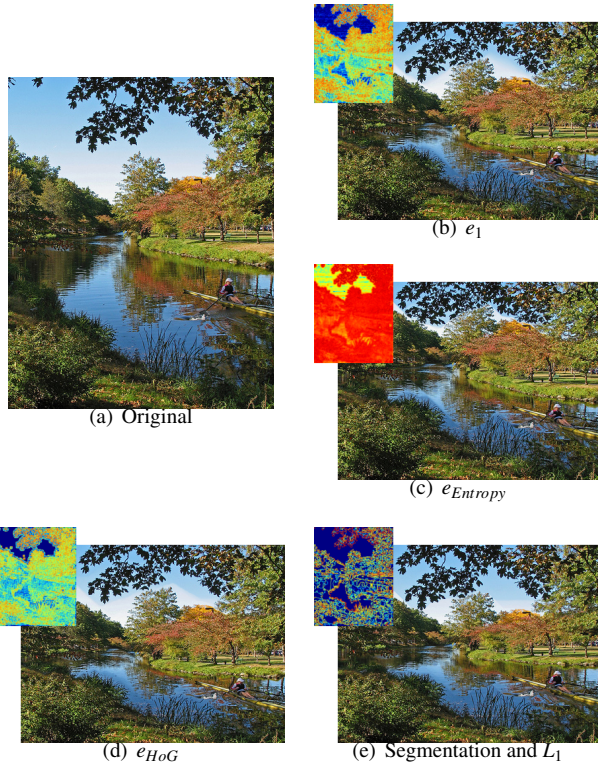 (a) Original
(b) e1
(c) eEntropy
(d) eHoG
(e) Segmentation and L1